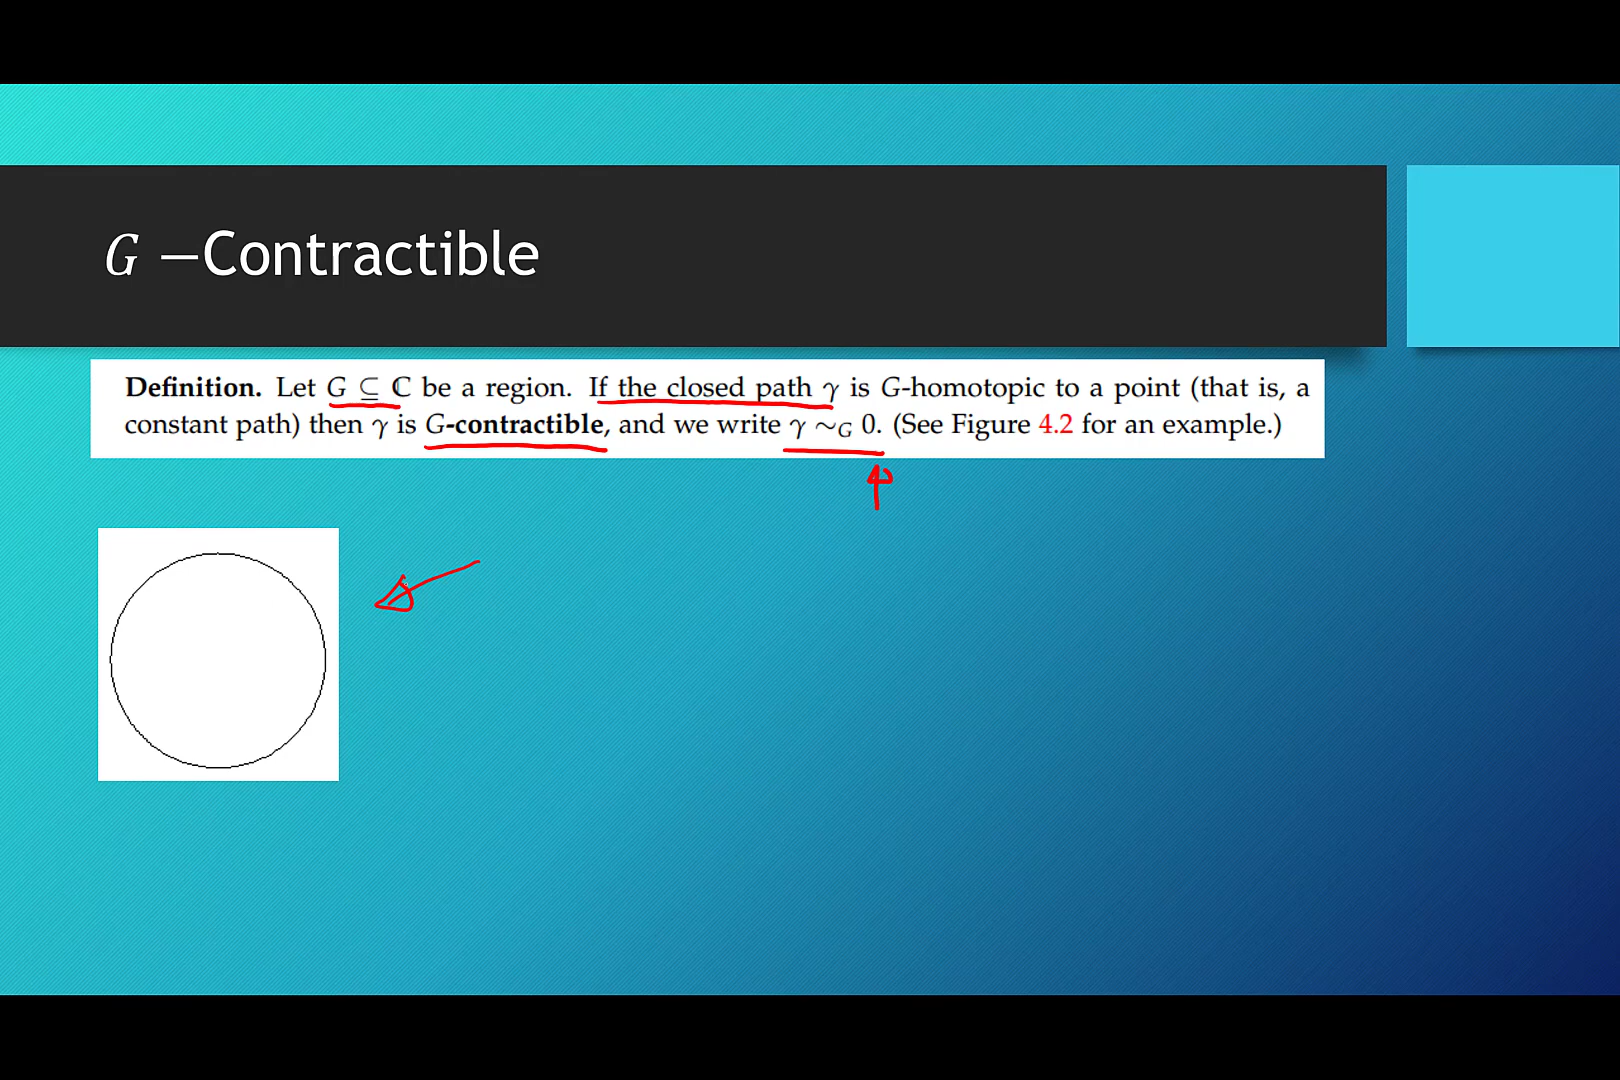 G −Contractible
Definition. Let G ⊆ ℂ be a region. If the closed path γ is G-homotopic to a point (that is, a
constant path) then γ is G-contractible, and we write γ ∼G 0. (See Figure 4.2 for an example.)